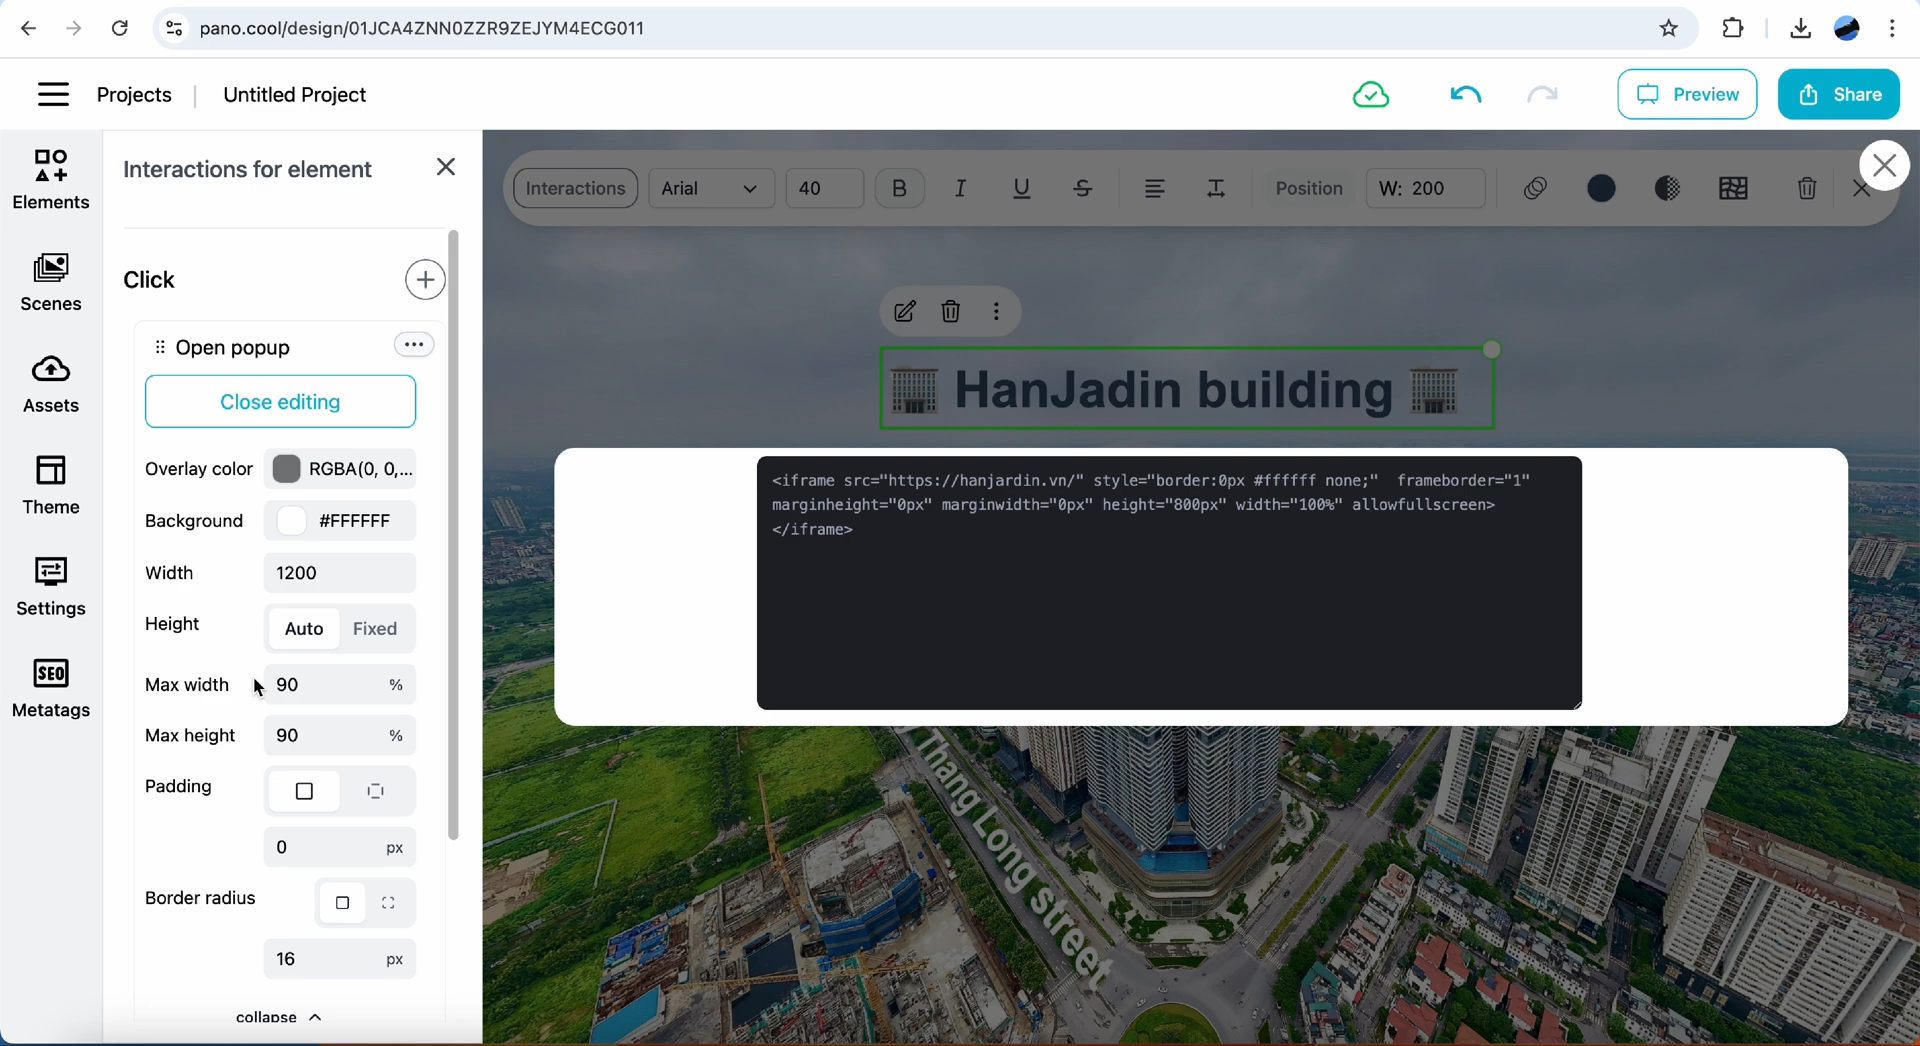 pano.cool/design/01JCA4ZNN0ZZR9ZEJYM4ECG011
Projects | Untitled Project
Preview
Share
Elements
Scenes
Assets
Theme
Settings
SEO
Metatags
Interactions for element
Click
Open popup
Close editing
Overlay color RGBA(0, 0,...
Background #FFFFFF
Width 1200
Height Auto Fixed
Max width 90 %
Max height 90 %
Padding
0 px
Border radius
16 px
collapse
Interactions Arial 40 B I U S Position W: 200
🏢 HanJadin building 🏢
<iframe src="https://hanjardin.vn/" style="border:0px #ffffff none;" frameborder="1"
marginheight="0px" marginwidth="0px" height="800px" width="100%" allowfullscreen>
</iframe>
Thang Long street